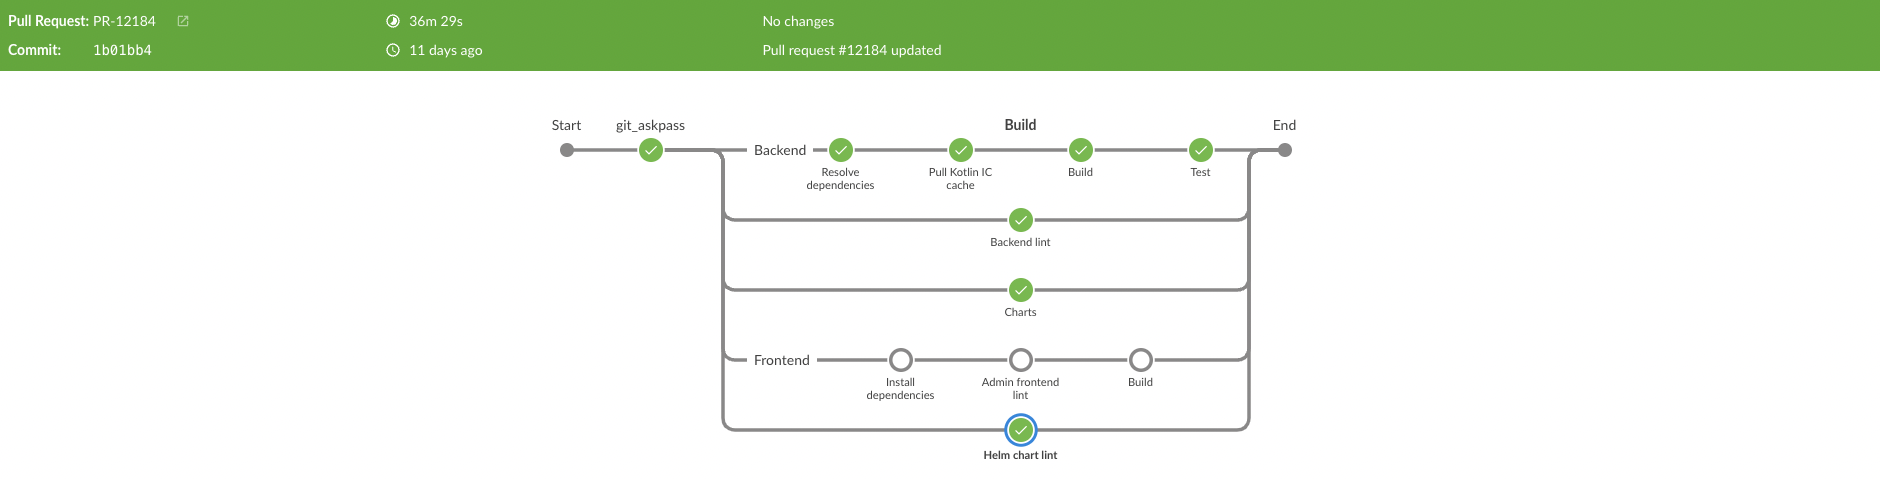 Pull Request: PR-12184
36m 29s
No changes
Commit: 1b01bb4
11 days ago
Pull request #12184 updated
Start
git_askpass
Build
End
Backend
Resolve
dependencies
Pull Kotlin IC
cache
Build
Test
Backend lint
Charts
Frontend
Install
dependencies
Admin frontend
lint
Build
Helm chart lint